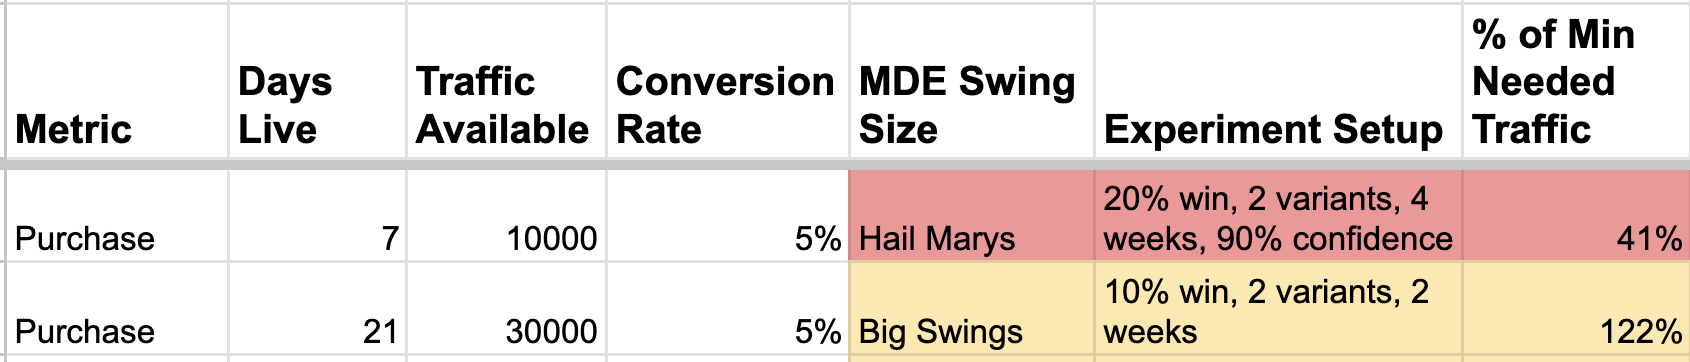 Metric
Days
Live
Traffic
Available
Conversion
Rate
MDE Swing
Size
Experiment Setup
% of Min
Needed
Traffic
Purchase
7
10000
5%
Hail Marys
20% win, 2 variants, 4
weeks, 90% confidence
41%
Purchase
21
30000
5%
Big Swings
10% win, 2 variants, 2
weeks
122%